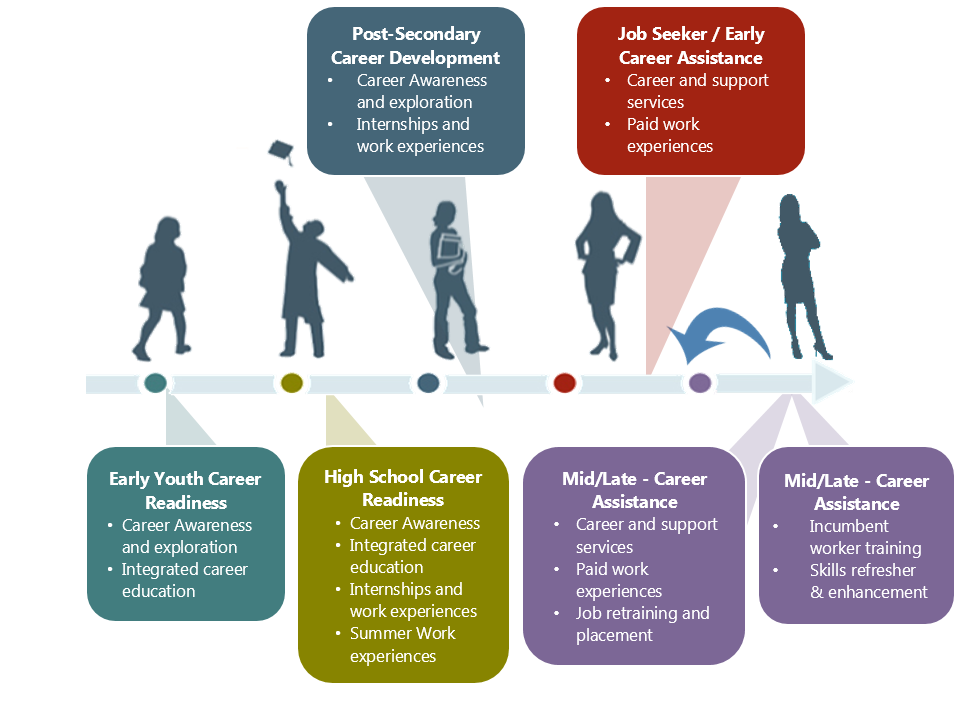 Post-Secondary
Career Development
• Career Awareness
and exploration
• Internships and
work experiences
Job Seeker / Early
Career Assistance
• Career and support
services
• Paid work
experiences
Early Youth Career
Readiness
• Career Awareness
and exploration
• Integrated career
education
High School Career
Readiness
• Career Awareness
• Integrated career
education
• Internships and
work experiences
• Summer Work
experiences
Mid/Late - Career
Assistance
• Career and support
services
• Paid work
experiences
• Job retraining and
placement
Mid/Late - Career
Assistance
• Incumbent
worker training
• Skills refresher
& enhancement